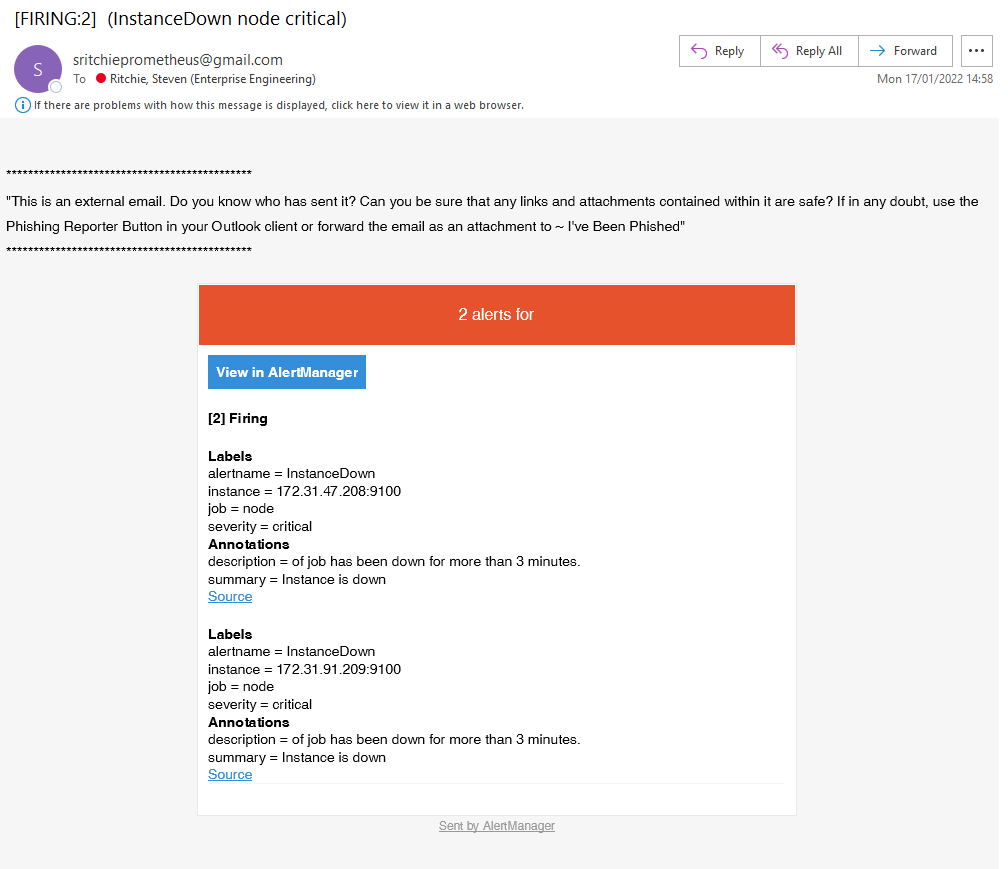 [FIRING:2] (InstanceDown node critical)
S
sritchieprometheus@gmail.com
To Ritchie, Steven (Enterprise Engineering)
Reply
Reply All
Forward
Mon 17/01/2022 14:58
If there are problems with how this message is displayed, click here to view it in a web browser.
*********************************************
"This is an external email. Do you know who has sent it? Can you be sure that any links and attachments contained within it are safe? If in any doubt, use the
Phishing Reporter Button in your Outlook client or forward the email as an attachment to ~ I've Been Phished"
*********************************************
2 alerts for
View in AlertManager
[2] Firing
Labels
alertname = InstanceDown
instance = 172.31.47.208:9100
job = node
severity = critical
Annotations
description = of job has been down for more than 3 minutes.
summary = Instance is down
Source
Labels
alertname = InstanceDown
instance = 172.31.91.209:9100
job = node
severity = critical
Annotations
description = of job has been down for more than 3 minutes.
summary = Instance is down
Source
Sent by AlertManager